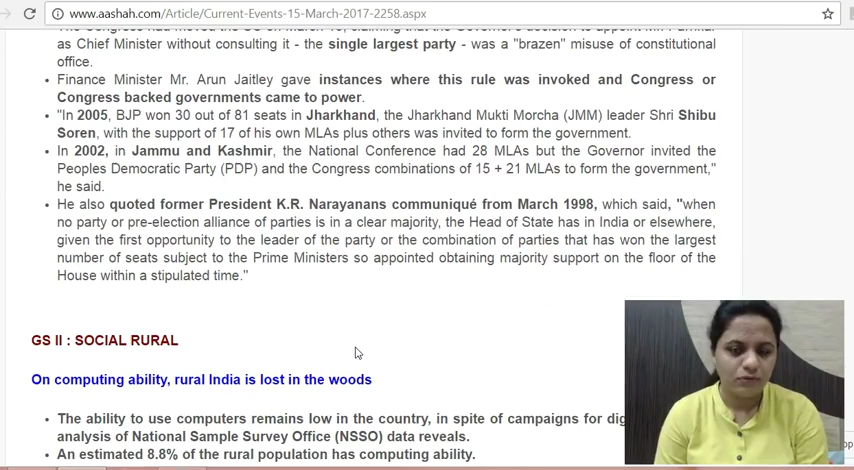 www.aashah.com/Article/Current-Events-15-March-2017-2258.aspx
as Chief Minister without consulting it - the single largest party - was a "brazen" misuse of constitutional
office.
• Finance Minister Mr. Arun Jaitley gave instances where this rule was invoked and Congress or
Congress backed governments came to power.
• "In 2005, BJP won 30 out of 81 seats in Jharkhand, the Jharkhand Mukti Morcha (JMM) leader Shri Shibu
Soren, with the support of 17 of his own MLAs plus others was invited to form the government.
• In 2002, in Jammu and Kashmir, the National Conference had 28 MLAs but the Governor invited the
Peoples Democratic Party (PDP) and the Congress combinations of 15 + 21 MLAs to form the government,"
he said.
• He also quoted former President K.R. Narayanans communiqué from March 1998, which said, "when
no party or pre-election alliance of parties is in a clear majority, the Head of State has in India or elsewhere,
given the first opportunity to the leader of the party or the combination of parties that has won the largest
number of seats subject to the Prime Ministers so appointed obtaining majority support on the floor of the
House within a stipulated time."
GS II : SOCIAL RURAL
On computing ability, rural India is lost in the woods
• The ability to use computers remains low in the country, in spite of campaigns for
analysis of National Sample Survey Office (NSSO) data reveals.
• An estimated 8.8% of the rural population has computing ability.